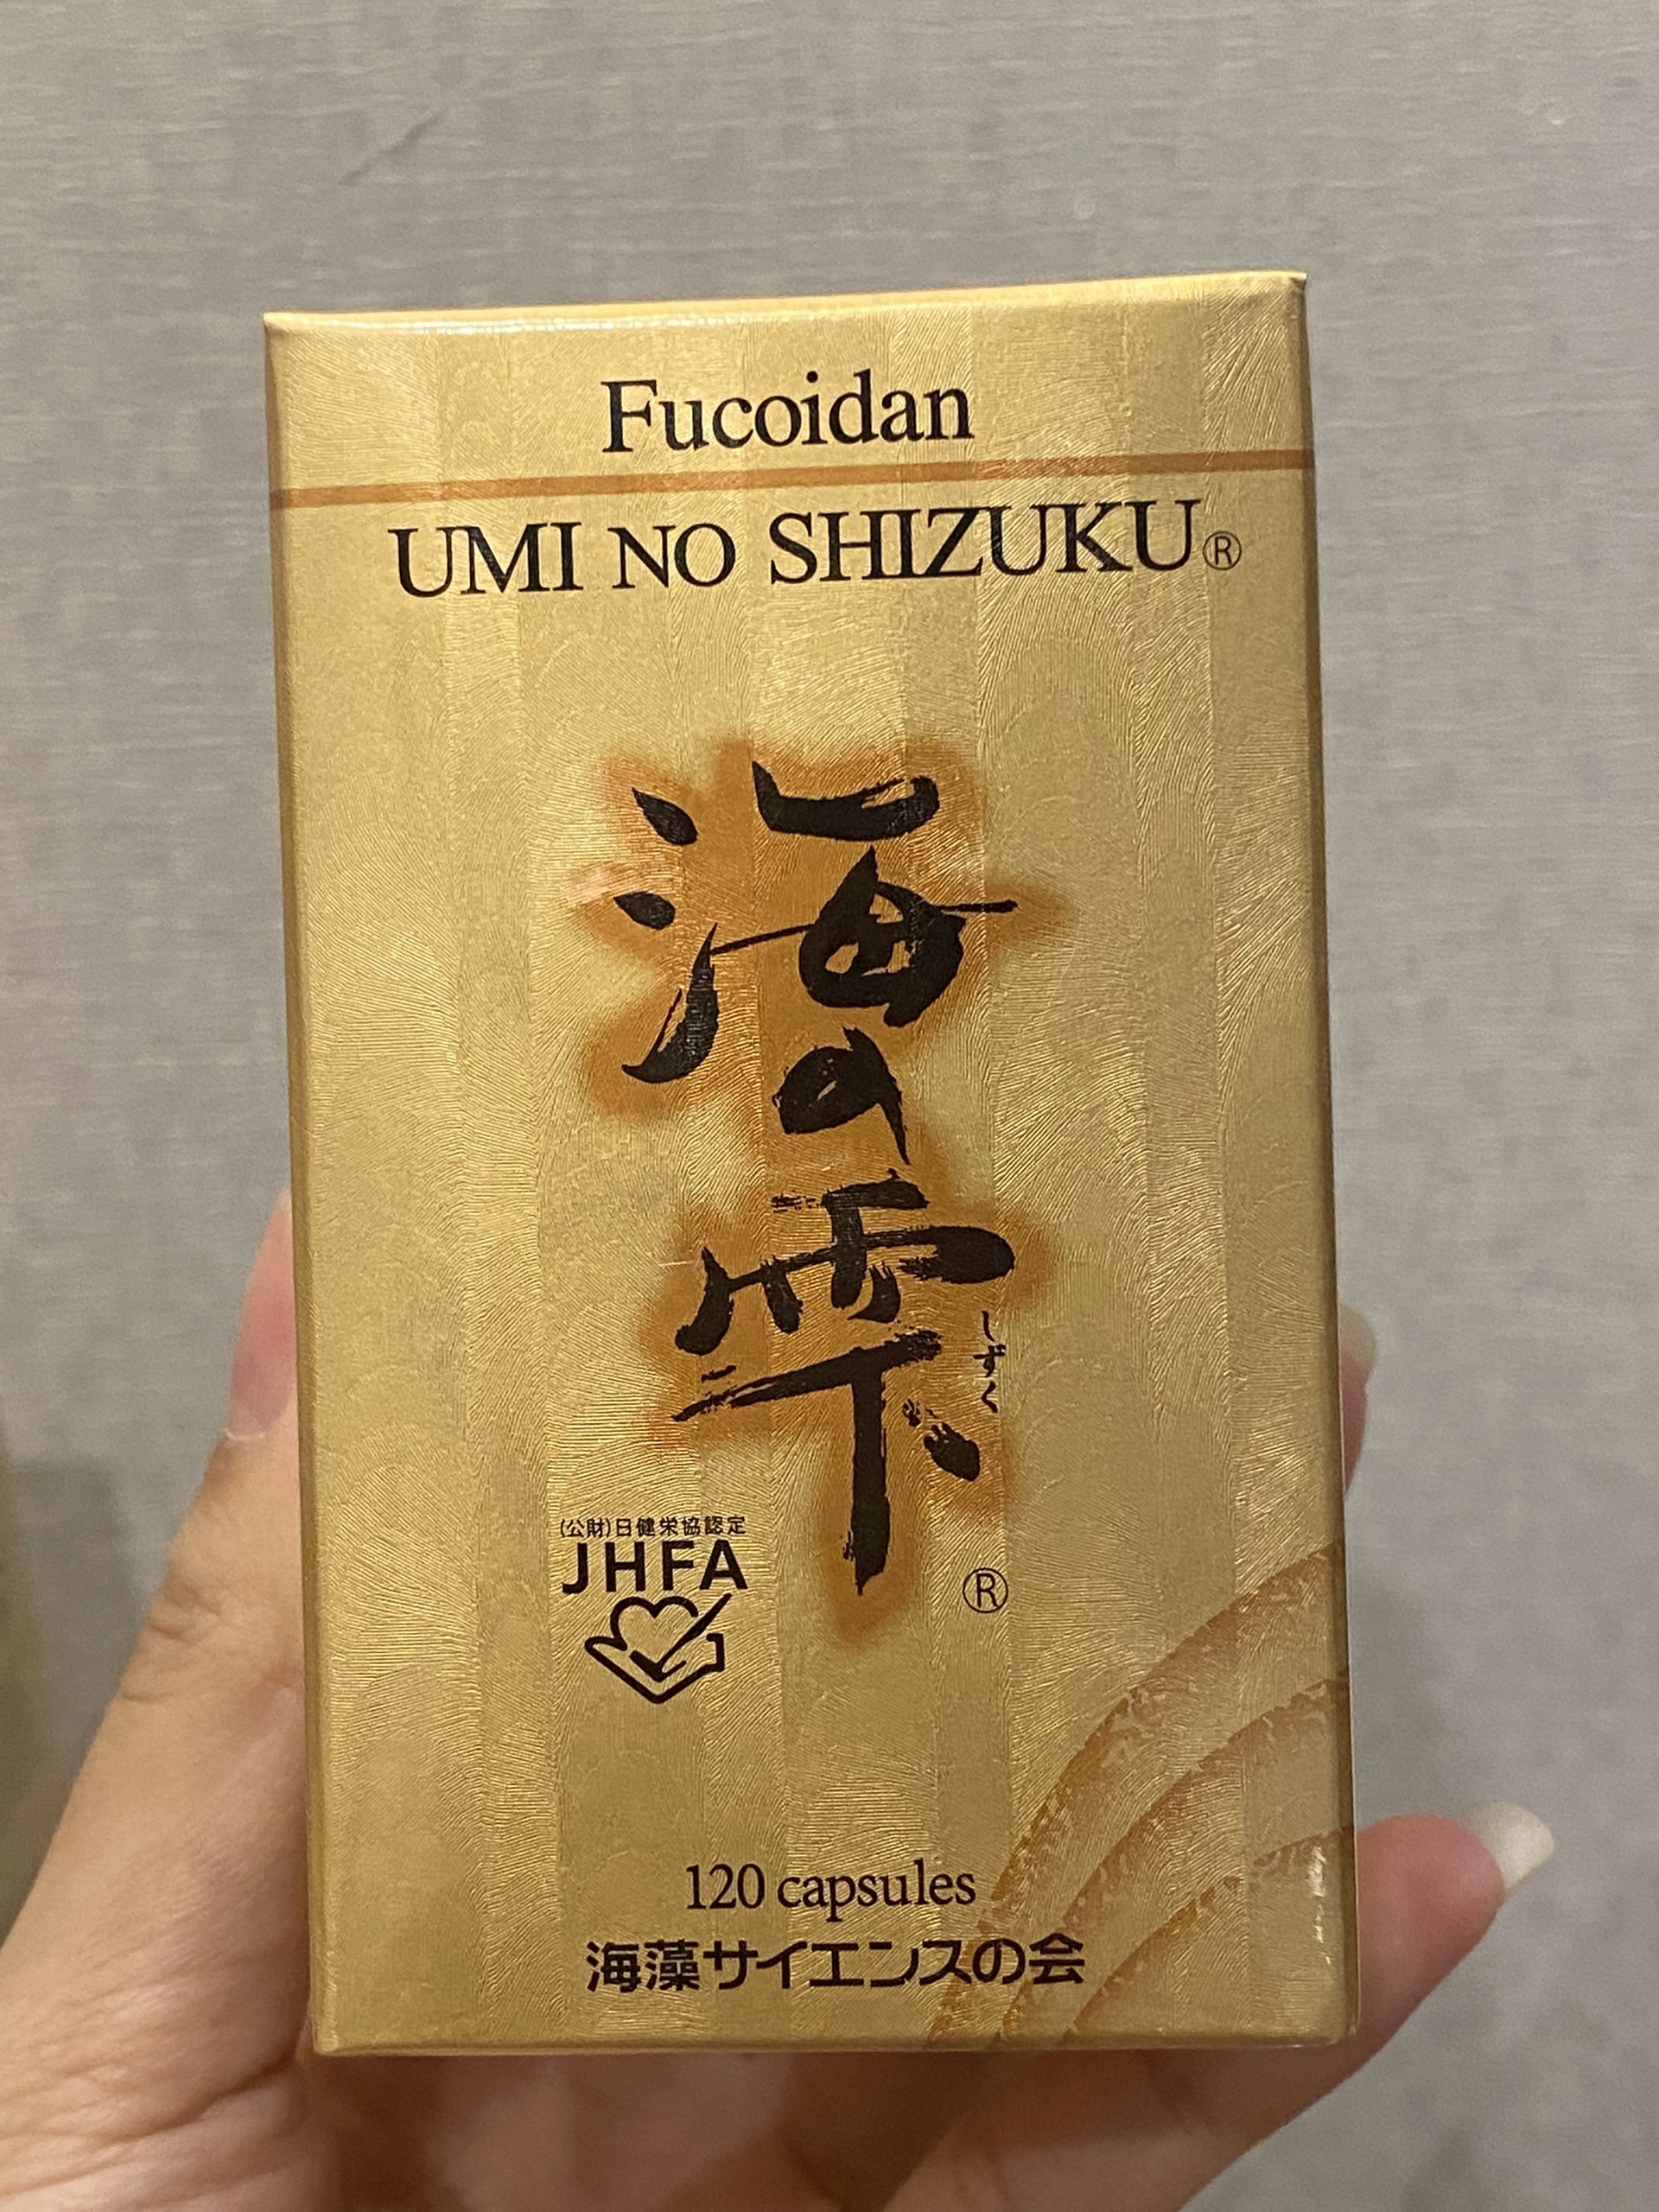 Fucoidan
UMI NO SHIZUKU®
海の雫
しずく
®
(公財)日健栄協認定
JHFA
120 capsules
海藻サイエンスの会